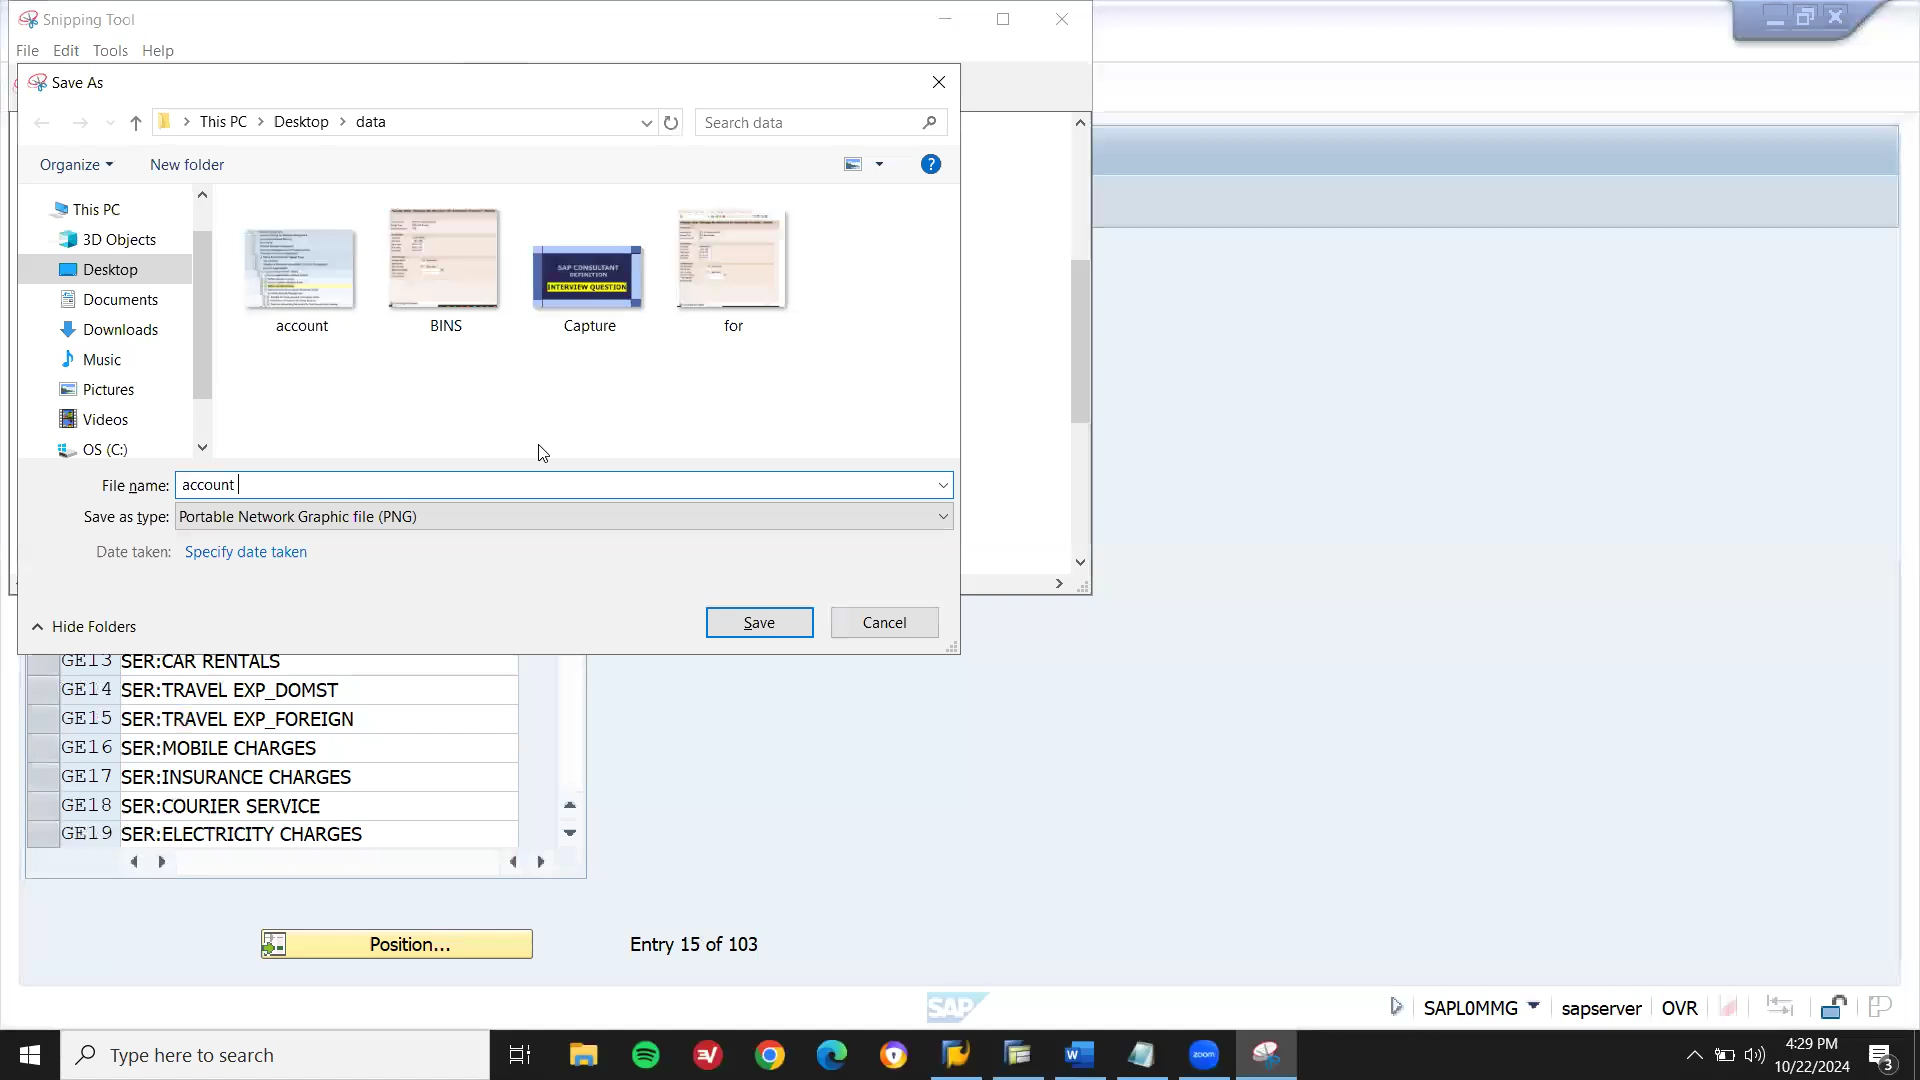 Snipping Tool
File Edit Tools Help
Save As
This PC > Desktop > data
Search data
Organize
New folder
This PC
3D Objects
Desktop
Documents
Downloads
Music
Pictures
Videos
OS (C:)
SAP CONSULTANT
DEFINITION
INTERVIEW QUESTION
account
BINS
Capture
for
File name: account
Save as type: Portable Network Graphic file (PNG)
Date taken: Specify date taken
Hide Folders
Save
Cancel
GE13 SER:CAR RENTALS
GE14 SER:TRAVEL EXP_DOMST
GE15 SER:TRAVEL EXP_FOREIGN
GE16 SER:MOBILE CHARGES
GE17 SER:INSURANCE CHARGES
GE18 SER:COURIER SERVICE
GE19 SER:ELECTRICITY CHARGES
Position...
Entry 15 of 103
SAP
SAPL0MMG
sapserver
OVR
Type here to search
zoom
4:29 PM
10/22/2024
3